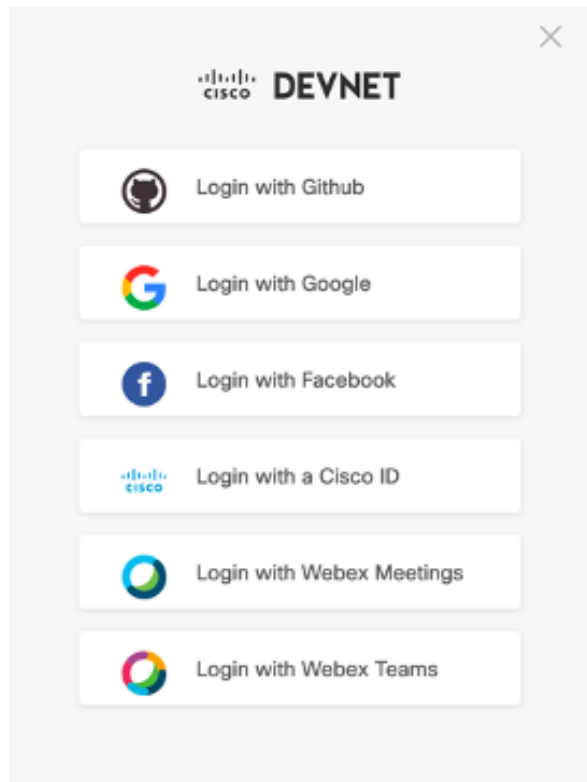 cisco DEVNET
Login with Github
Login with Google
Login with Facebook
cisco
Login with a Cisco ID
Login with Webex Meetings
Login with Webex Teams